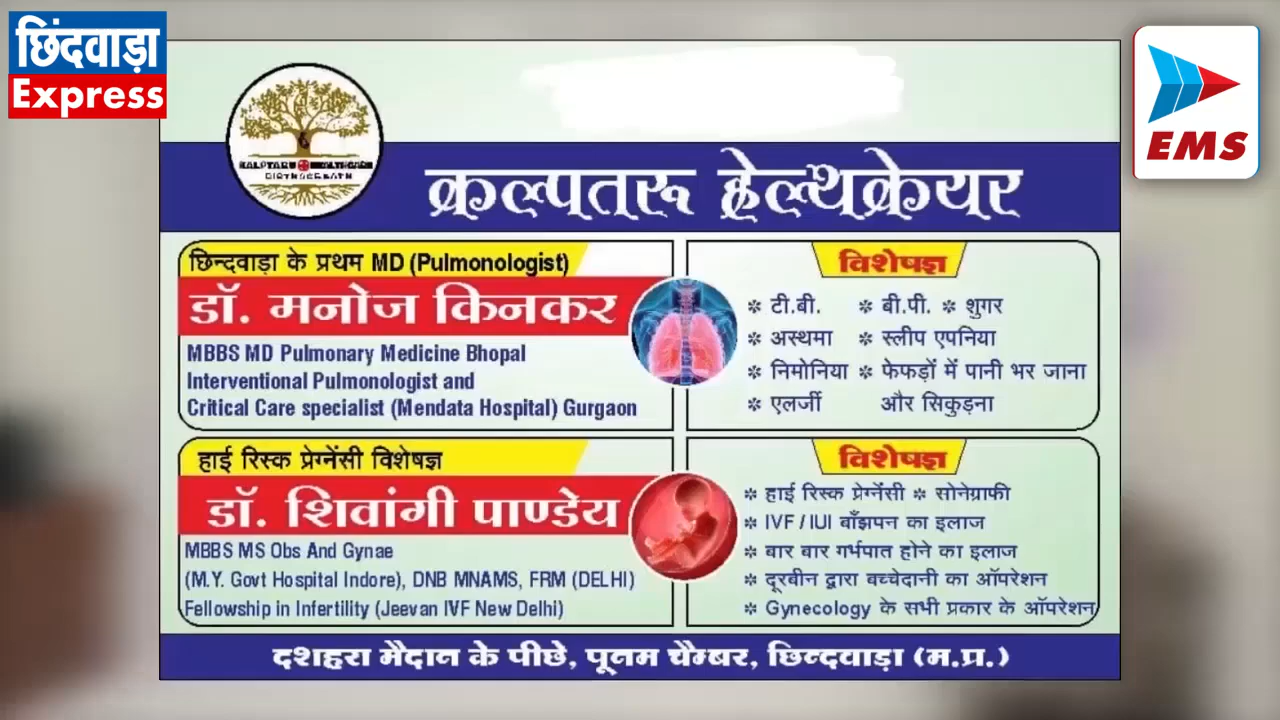 छिंदवाड़ा
Express
EMS
KALPTARU HEALTHCARE
कल्पतरू हेल्थकेयर
छिन्दवाड़ा के प्रथम MD (Pulmonologist)
डॉ. मनोज किनकर
MBBS MD Pulmonary Medicine Bhopal
Interventional Pulmonologist and
Critical Care specialist (Mendata Hospital) Gurgaon
विशेषज्ञ
* टी.बी. * बी.पी. * शुगर
* अस्थमा * स्लीप एपनिया
* निमोनिया * फेफड़ों में पानी भर जाना
* एलर्जी और सिकुड़ना
हाई रिस्क प्रेग्नेंसी विशेषज्ञ
डॉ. शिवांगी पाण्डेय
MBBS MS Obs And Gynae
(M.Y. Govt Hospital Indore), DNB MNAMS, FRM (DELHI)
Fellowship in Infertility (Jeevan IVF New Delhi)
विशेषज्ञ
* हाई रिस्क प्रेग्नेंसी * सोनेग्राफी
* IVF / IUI बाँझपन का इलाज
* बार बार गर्भपात होने का इलाज
* दूरबीन द्वारा बच्चेदानी का ऑपरेशन
* Gynecology के सभी प्रकार के ऑपरेशन
दशहरा मैदान के पीछे, पूनम चैम्बर, छिन्दवाड़ा (म.प्र.)